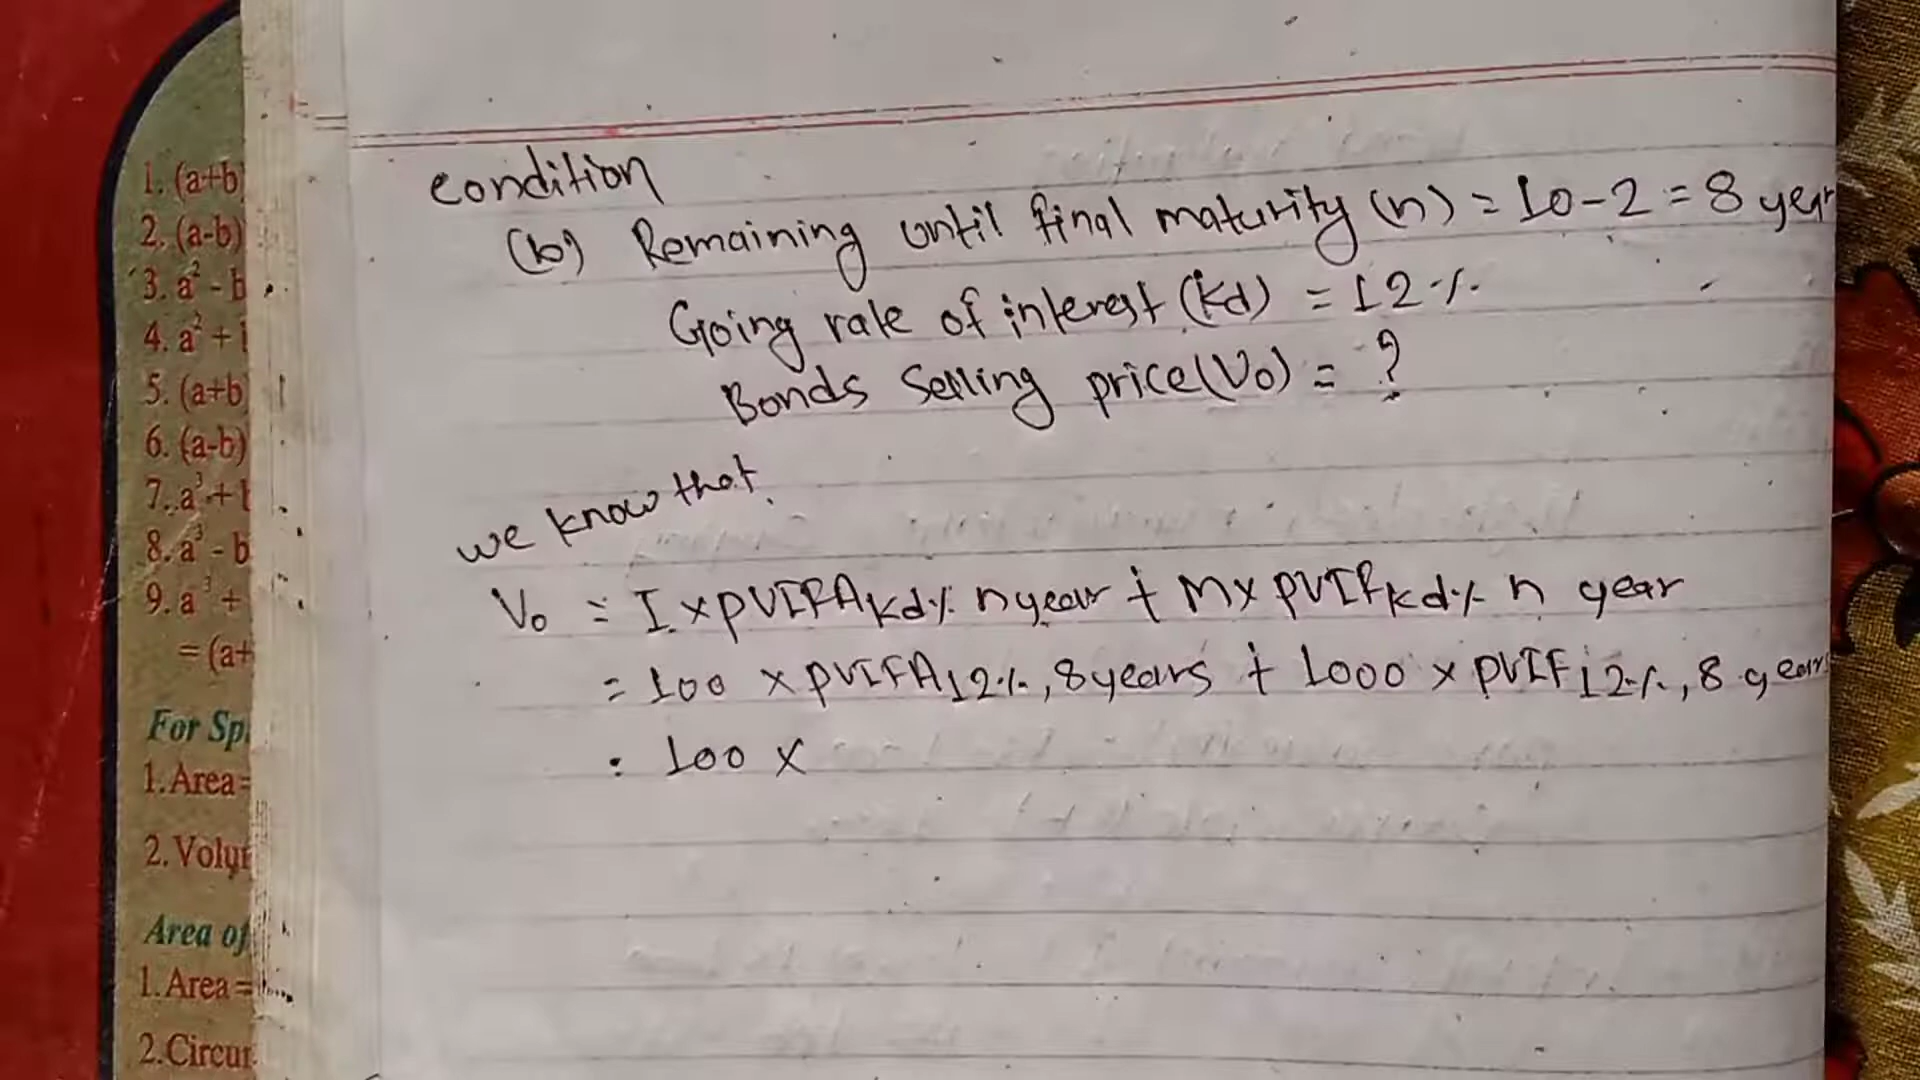 1. (a+b
2. (a-b)
3. a² - b
4. a² +
5. (a+b)
6. (a-b)
7. a³ +
8. a³ - b
9. a³ +
= (a+
For Sp
1. Area=
2. Volu
Area of
1. Area=
2. Circu
condition
(b) Remaining until final maturity (n) = 10-2 = 8 year
Going rate of interest (Kd) = 12%
Bonds Selling price (V₀) = ?
we know that,
V₀ = I × PVIFA kd% n year + M × PVIF kd% n year
= 100 × PVIFA 12%, 8 years + 1000 × PVIF 12%, 8 years
= 100 ×